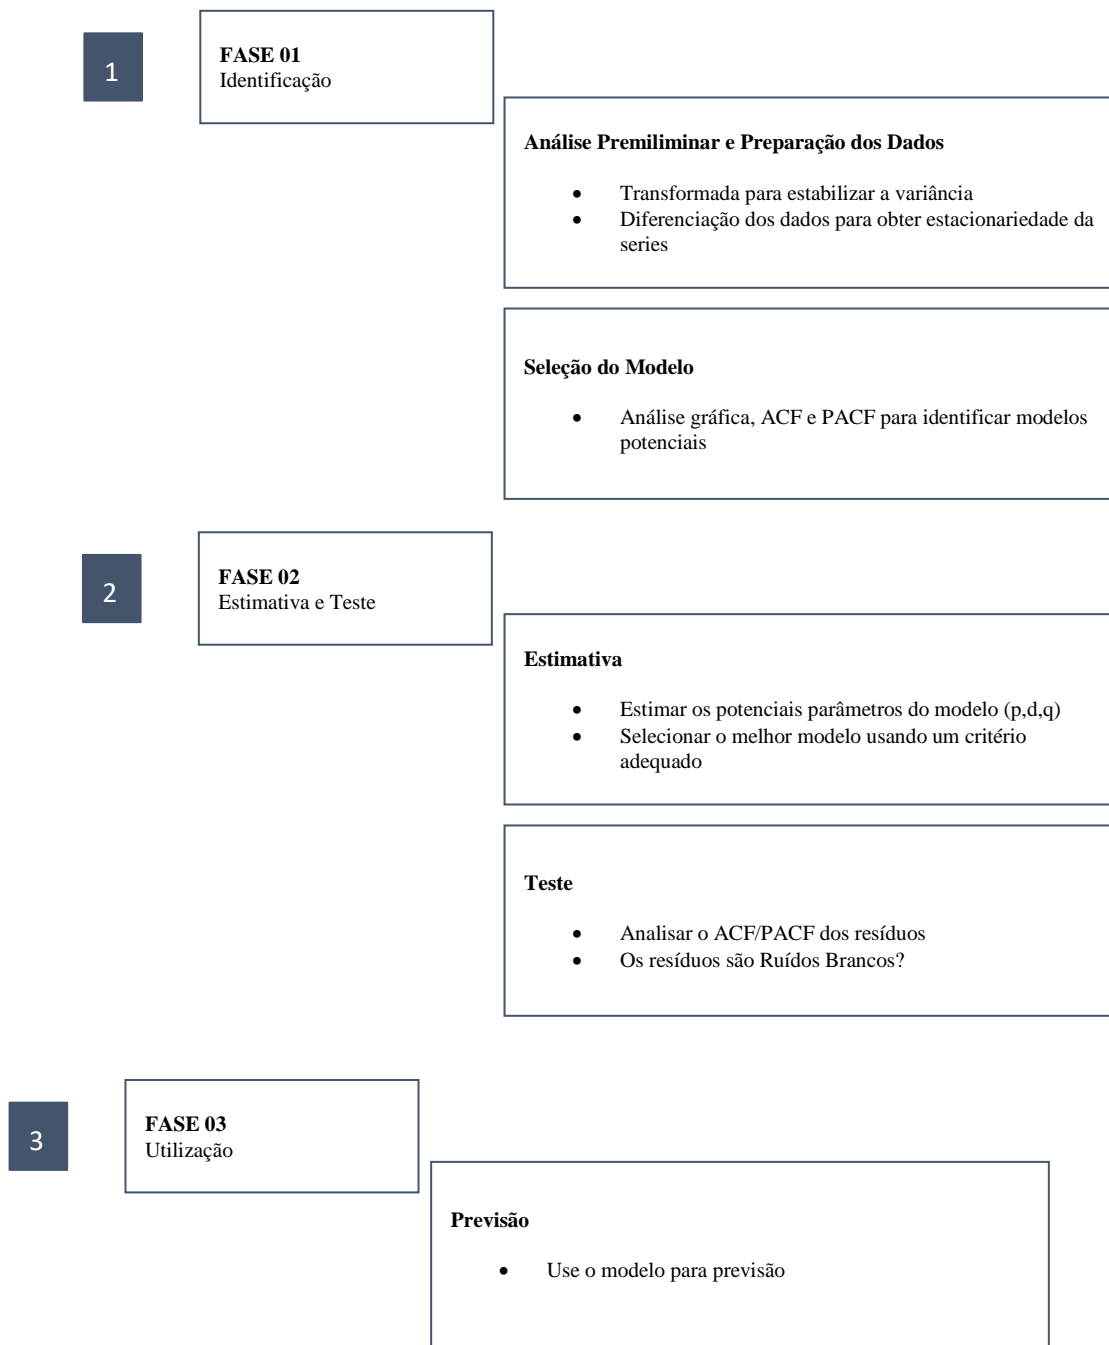 1
FASE 01
Identificação
Análise Premiliminar e Preparação dos Dados
• Transformada para estabilizar a variância
• Diferenciação dos dados para obter estacionariedade da
series
Seleção do Modelo
• Análise gráfica, ACF e PACF para identificar modelos
potenciais
2
FASE 02
Estimativa e Teste
Estimativa
• Estimar os potenciais parâmetros do modelo (p,d,q)
• Selecionar o melhor modelo usando um critério
adequado
Teste
• Analisar o ACF/PACF dos resíduos
• Os resíduos são Ruídos Brancos?
3
FASE 03
Utilização
Previsão
• Use o modelo para previsão